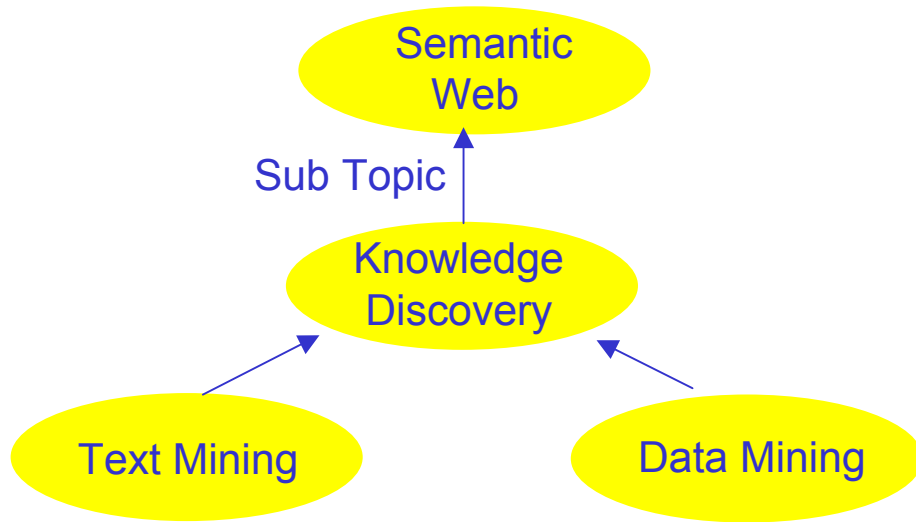 Semantic
Web
Sub Topic
Knowledge
Discovery
Text Mining
Data Mining